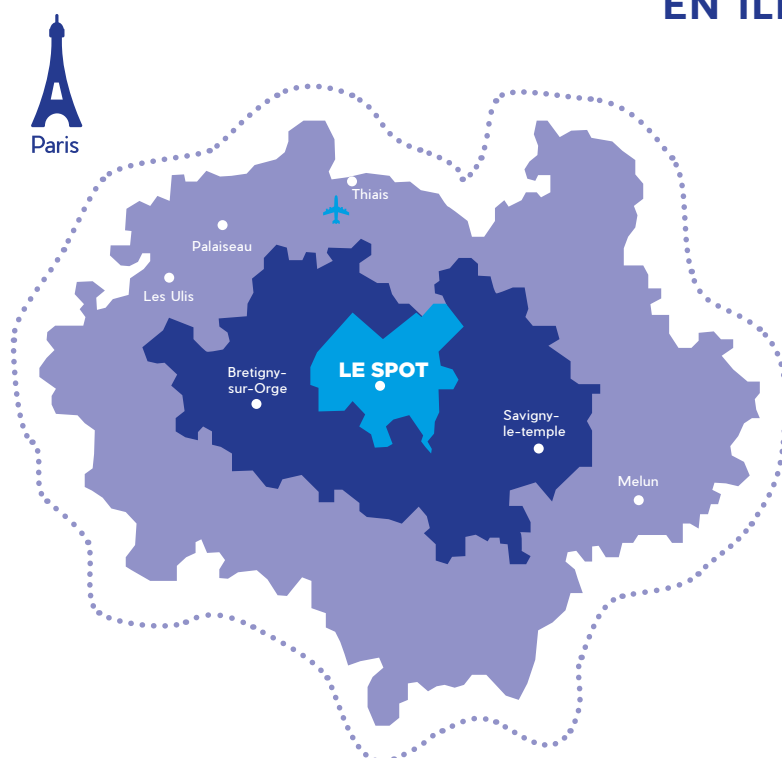 EN ÎL
Paris
Thiais
Palaiseau
Les Ulis
Bretigny-
sur-Orge
LE SPOT
Savigny-
le-temple
Melun